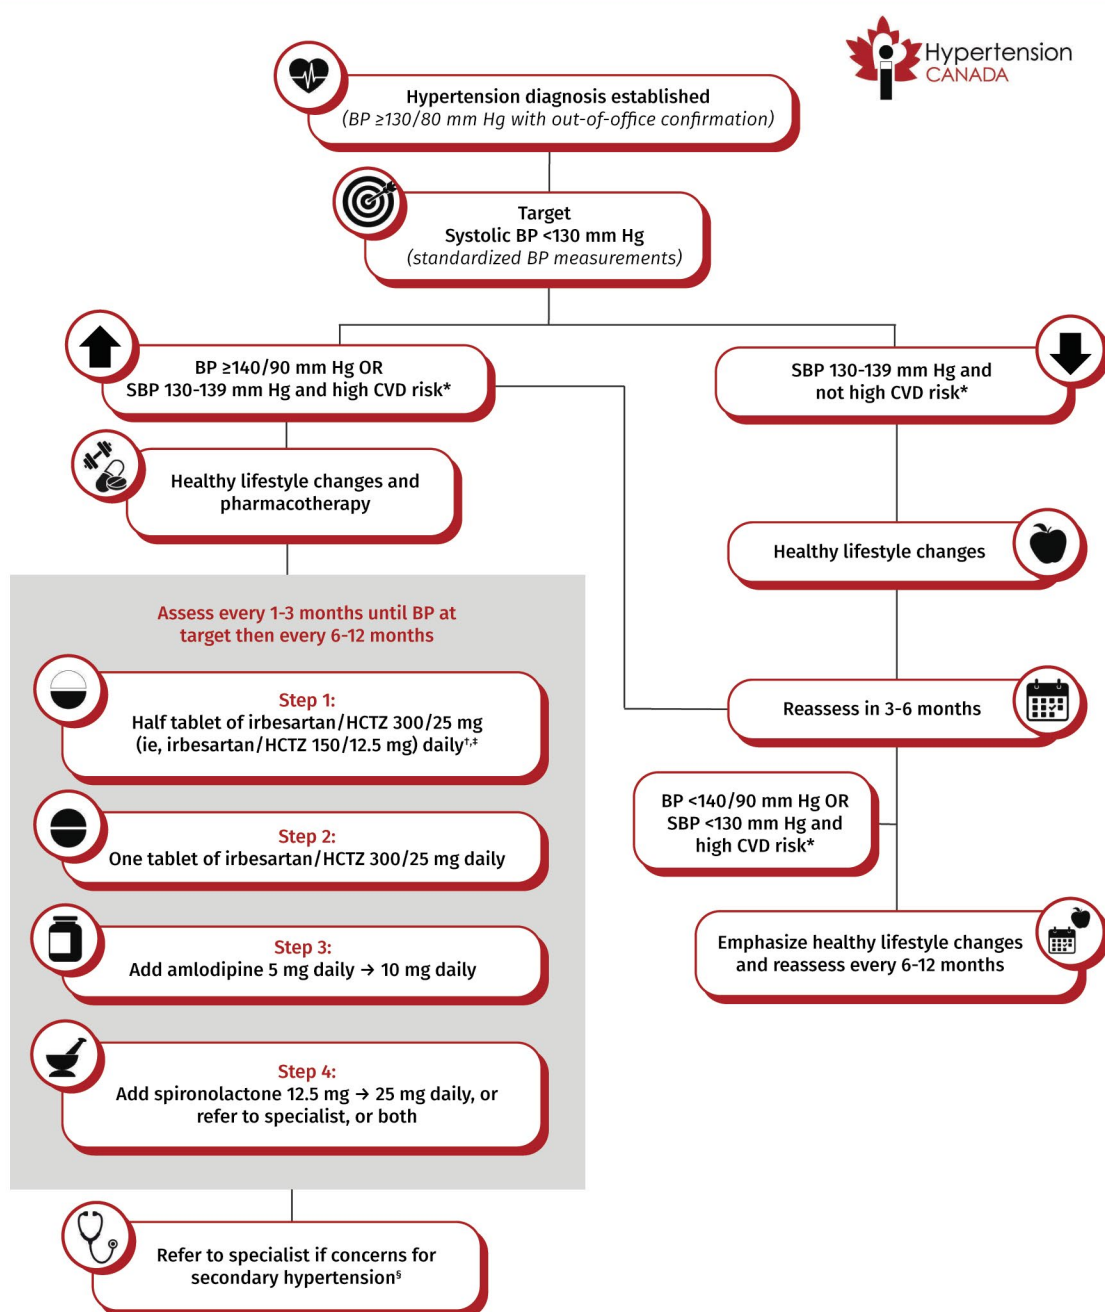 Hypertension
CANADA
Hypertension diagnosis established
(BP ≥130/80 mm Hg with out-of-office confirmation)
Target
Systolic BP <130 mm Hg
(standardized BP measurements)
BP ≥140/90 mm Hg OR
SBP 130-139 mm Hg and high CVD risk*
SBP 130-139 mm Hg and
not high CVD risk*
Healthy lifestyle changes and
pharmacotherapy
Healthy lifestyle changes
Assess every 1-3 months until BP at
target then every 6-12 months
Step 1:
Half tablet of irbesartan/HCTZ 300/25 mg
(ie, irbesartan/HCTZ 150/12.5 mg) daily†,‡
Reassess in 3-6 months
BP <140/90 mm Hg OR
SBP <130 mm Hg and
high CVD risk*
Step 2:
One tablet of irbesartan/HCTZ 300/25 mg daily
Step 3:
Add amlodipine 5 mg daily → 10 mg daily
Emphasize healthy lifestyle changes
and reassess every 6-12 months
Step 4:
Add spironolactone 12.5 mg → 25 mg daily, or
refer to specialist, or both
Refer to specialist if concerns for
secondary hypertension§